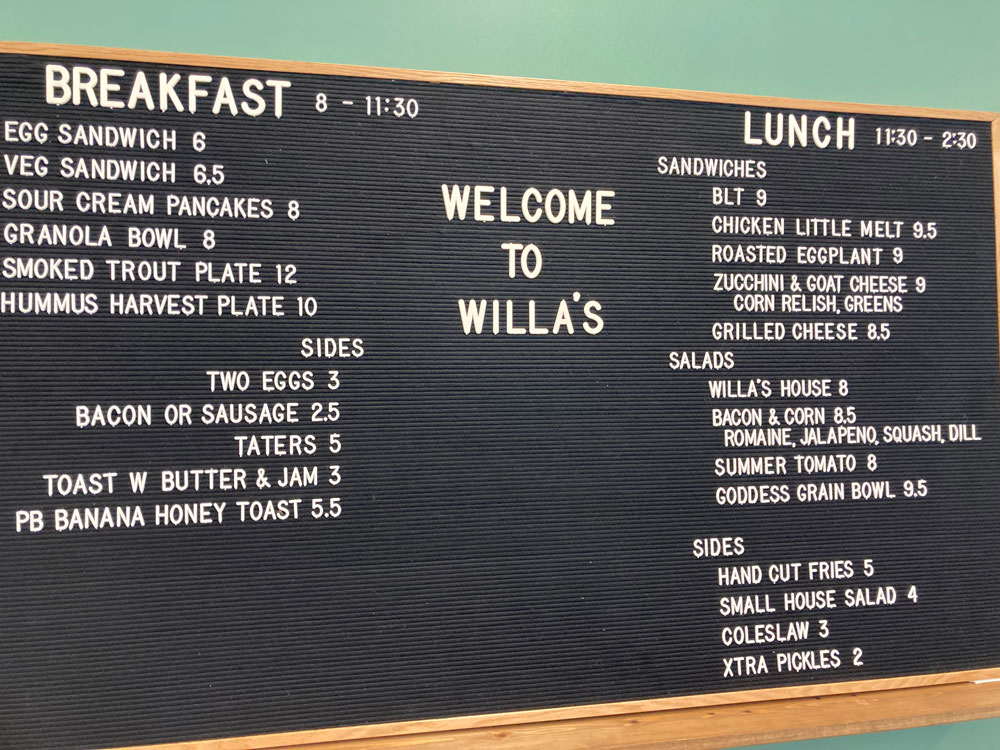 BREAKFAST 8 - 11:30
EGG SANDWICH 6
VEG SANDWICH 6.5
SOUR CREAM PANCAKES 8
GRANOLA BOWL 8
SMOKED TROUT PLATE 12
HUMMUS HARVEST PLATE 10
SIDES
TWO EGGS 3
BACON OR SAUSAGE 2.5
TATERS 5
TOAST W BUTTER & JAM 3
PB BANANA HONEY TOAST 5.5
WELCOME
TO
WILLA'S
LUNCH 11:30 - 2:30
SANDWICHES
BLT 9
CHICKEN LITTLE MELT 9.5
ROASTED EGGPLANT 9
ZUCCHINI & GOAT CHEESE 9
CORN RELISH, GREENS
GRILLED CHEESE 8.5
SALADS
WILLA'S HOUSE 8
BACON & CORN 8.5
ROMAINE, JALAPENO, SQUASH, DILL
SUMMER TOMATO 8
GODDESS GRAIN BOWL 9.5
SIDES
HAND CUT FRIES 5
SMALL HOUSE SALAD 4
COLESLAW 3
XTRA PICKLES 2